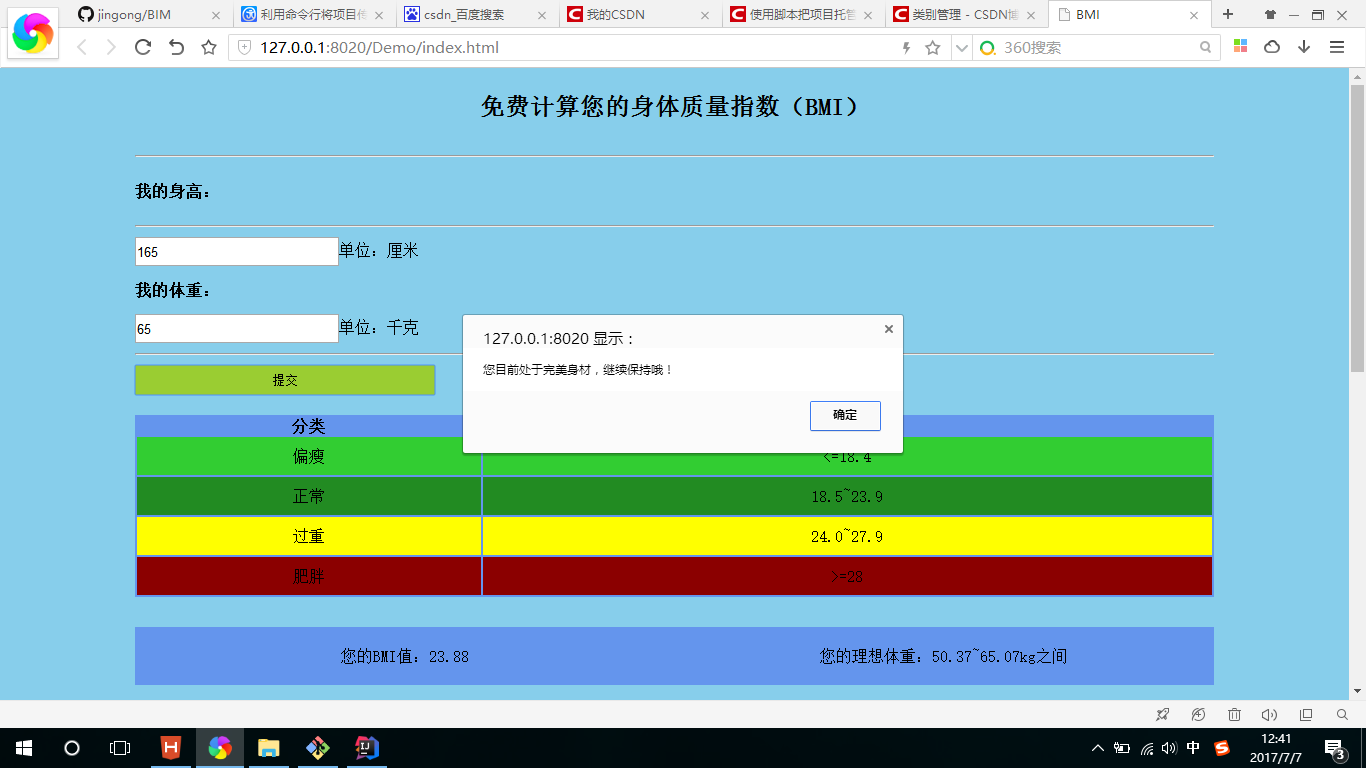 jingong/BIM
利用命令行将项目传
csdn_百度搜索
我的CSDN
使用脚本把项目托管
类别管理 - CSDN博
BMI
127.0.0.1:8020/Demo/index.html
360搜索
免费计算您的身体质量指数（BMI）
我的身高：
165 单位：厘米
我的体重：
65 单位：千克
127.0.0.1:8020 显示：
您目前处于完美身材，继续保持哦！
确定
提交
分类
偏瘦 <=18.4
正常 18.5~23.9
过重 24.0~27.9
肥胖 >=28
您的BMI值：23.88 您的理想体重：50.37~65.07kg之间
中
12:41
2017/7/7
3